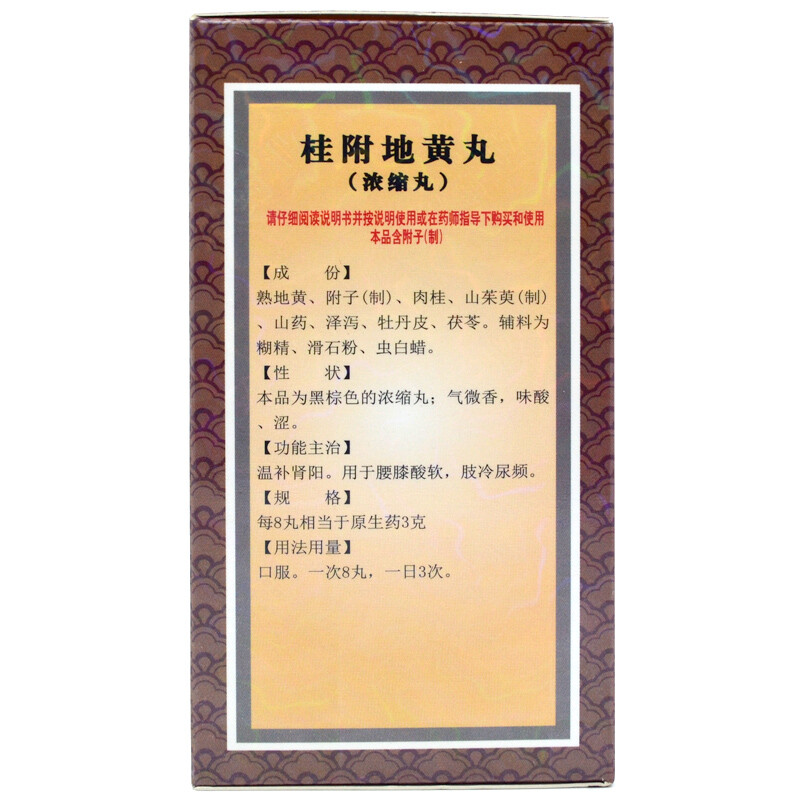 桂附地黄丸
（浓缩丸）
请仔细阅读说明书并按说明使用或在药师指导下购买和使用
本品含附子(制)
【成　份】
熟地黄、附子(制)、肉桂、山茱萸(制)
、山药、泽泻、牡丹皮、茯苓。辅料为
糊精、滑石粉、虫白蜡。
【性　状】
本品为黑棕色的浓缩丸；气微香，味酸
、涩。
【功能主治】
温补肾阳。用于腰膝酸软，肢冷尿频。
【规　格】
每8丸相当于原生药3克
【用法用量】
口服。一次8丸，一日3次。